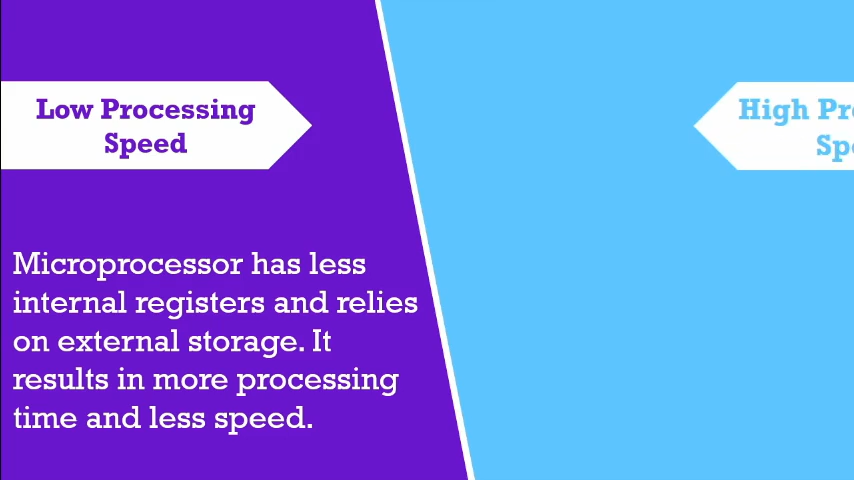 Low Processing
Speed
High
Microprocessor has less
internal registers and relies
on external storage. It
results in more processing
time and less speed.